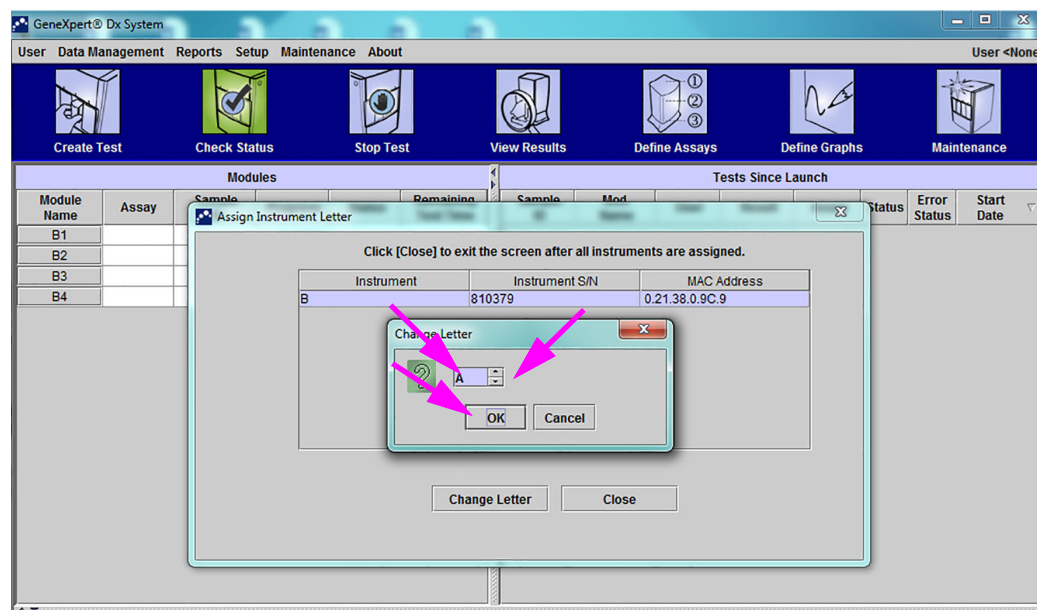 GeneXpert® Dx System
User Data Management Reports Setup Maintenance About User <None
Create Test Check Status Stop Test View Results Define Assays Define Graphs Maintenance
Modules Tests Since Launch
Module Name Assay Sample Remaining Sample Mod Status Error Status Start Date
Assign Instrument Letter
B1
B2
B3
B4
Click [Close] to exit the screen after all instruments are assigned.
Instrument Instrument S/N MAC Address
B 810379 0.21.38.0.9C.9
Change Letter
A
OK Cancel
Change Letter Close